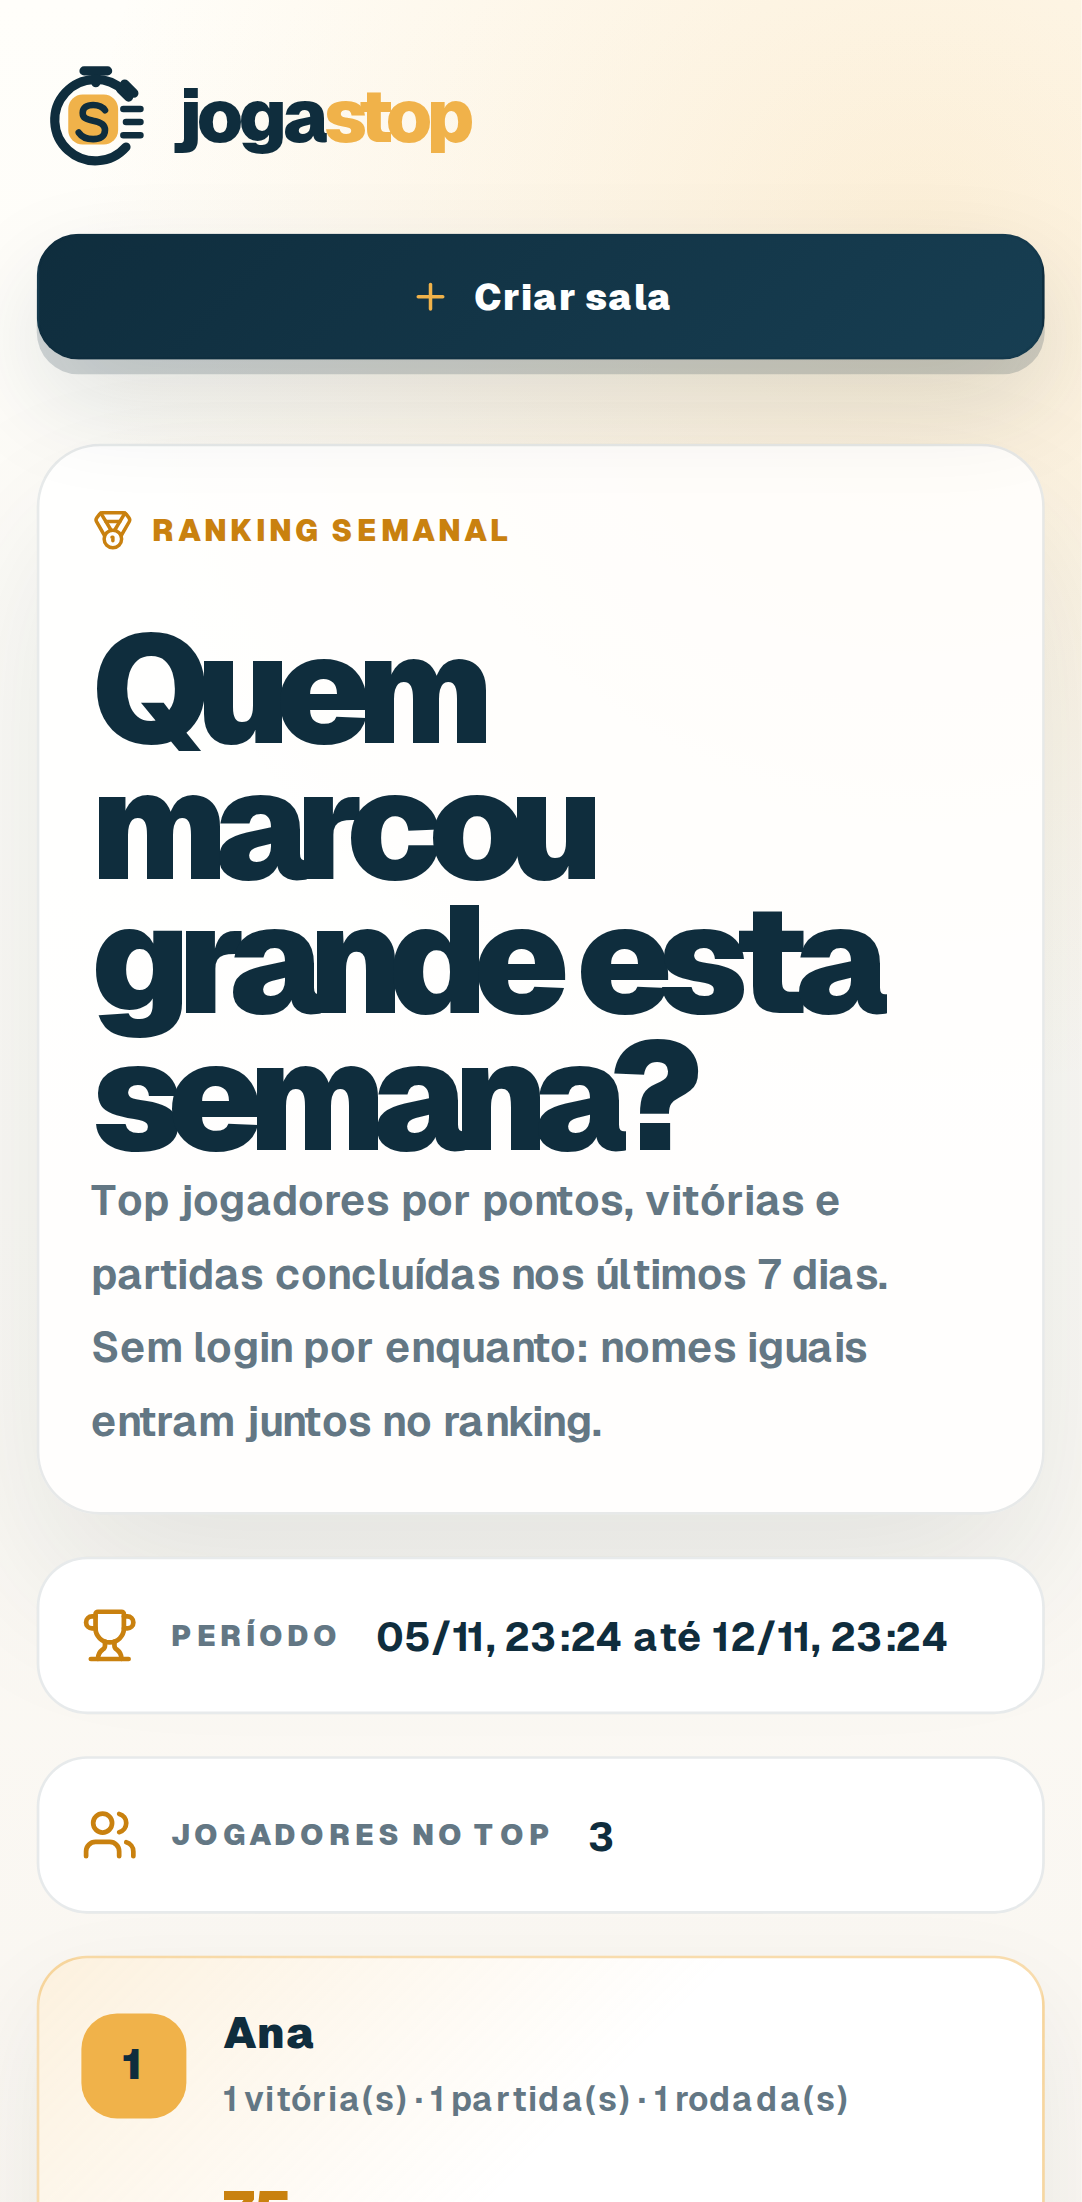 jogastop
+ Criar sala
RANKING SEMANAL
Quem
marcou
grande esta
semana?
Top jogadores por pontos, vitórias e
partidas concluídas nos últimos 7 dias.
Sem login por enquanto: nomes iguais
entram juntos no ranking.
PERÍODO 05/11, 23:24 até 12/11, 23:24
JOGADORES NO TOP 3
1 Ana
1 vitória(s) · 1 partida(s) · 1 rodada(s)